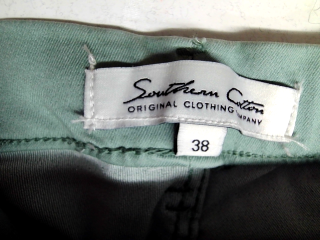 Southern Cotton
ORIGINAL CLOTHING COMPANY
38